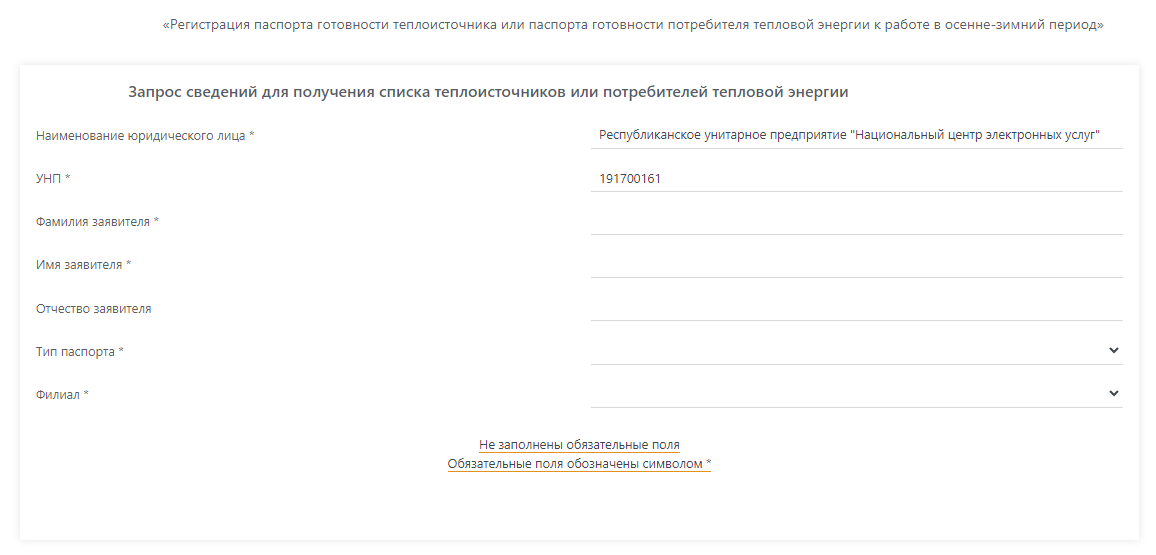 «Регистрация паспорта готовности теплоисточника или паспорта готовности потребителя тепловой энергии к работе в осенне-зимний период»
Запрос сведений для получения списка теплоисточников или потребителей тепловой энергии
Наименование юридического лица * Республиканское унитарное предприятие "Национальный центр электронных услуг"
УНП * 191700161
Фамилия заявителя *
Имя заявителя *
Отчество заявителя
Тип паспорта *
Филиал *
Не заполнены обязательные поля
Обязательные поля обозначены символом *